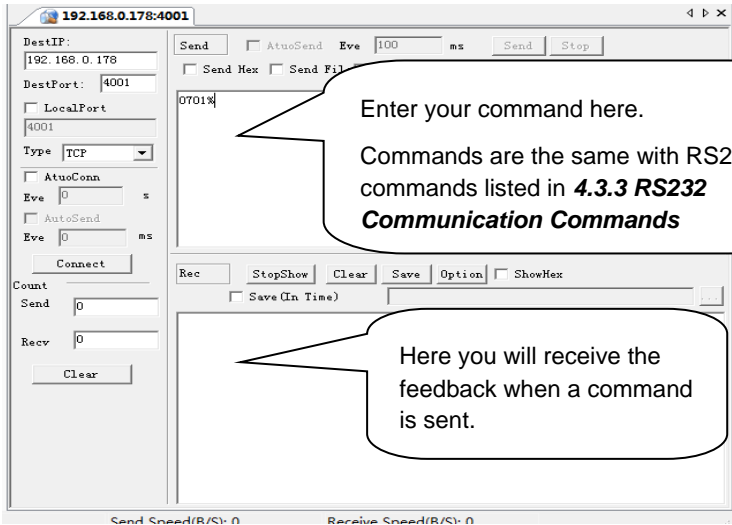 192.168.0.178:4001
DestIP:
192.168.0.178
DestPort: 4001
LocalPort
4001
Type TCP
AtuoConn
Eve 0 s
AutoSend
Eve 0 ms
Connect
Count
Send 0
Recv 0
Clear
Send AtuoSend Eve 100 ms Send Stop
Send Hex Send
0701%
Enter your command here.
Commands are the same with
commands listed in 4.3.3 RS232
Communication Commands
Rec StopShow Clear Save Option ShowHex
Save(In Time) ...
Here you will receive the
feedback when a command
is sent.
Send Speed(B/S): 0 Receive Speed(B/S): 0